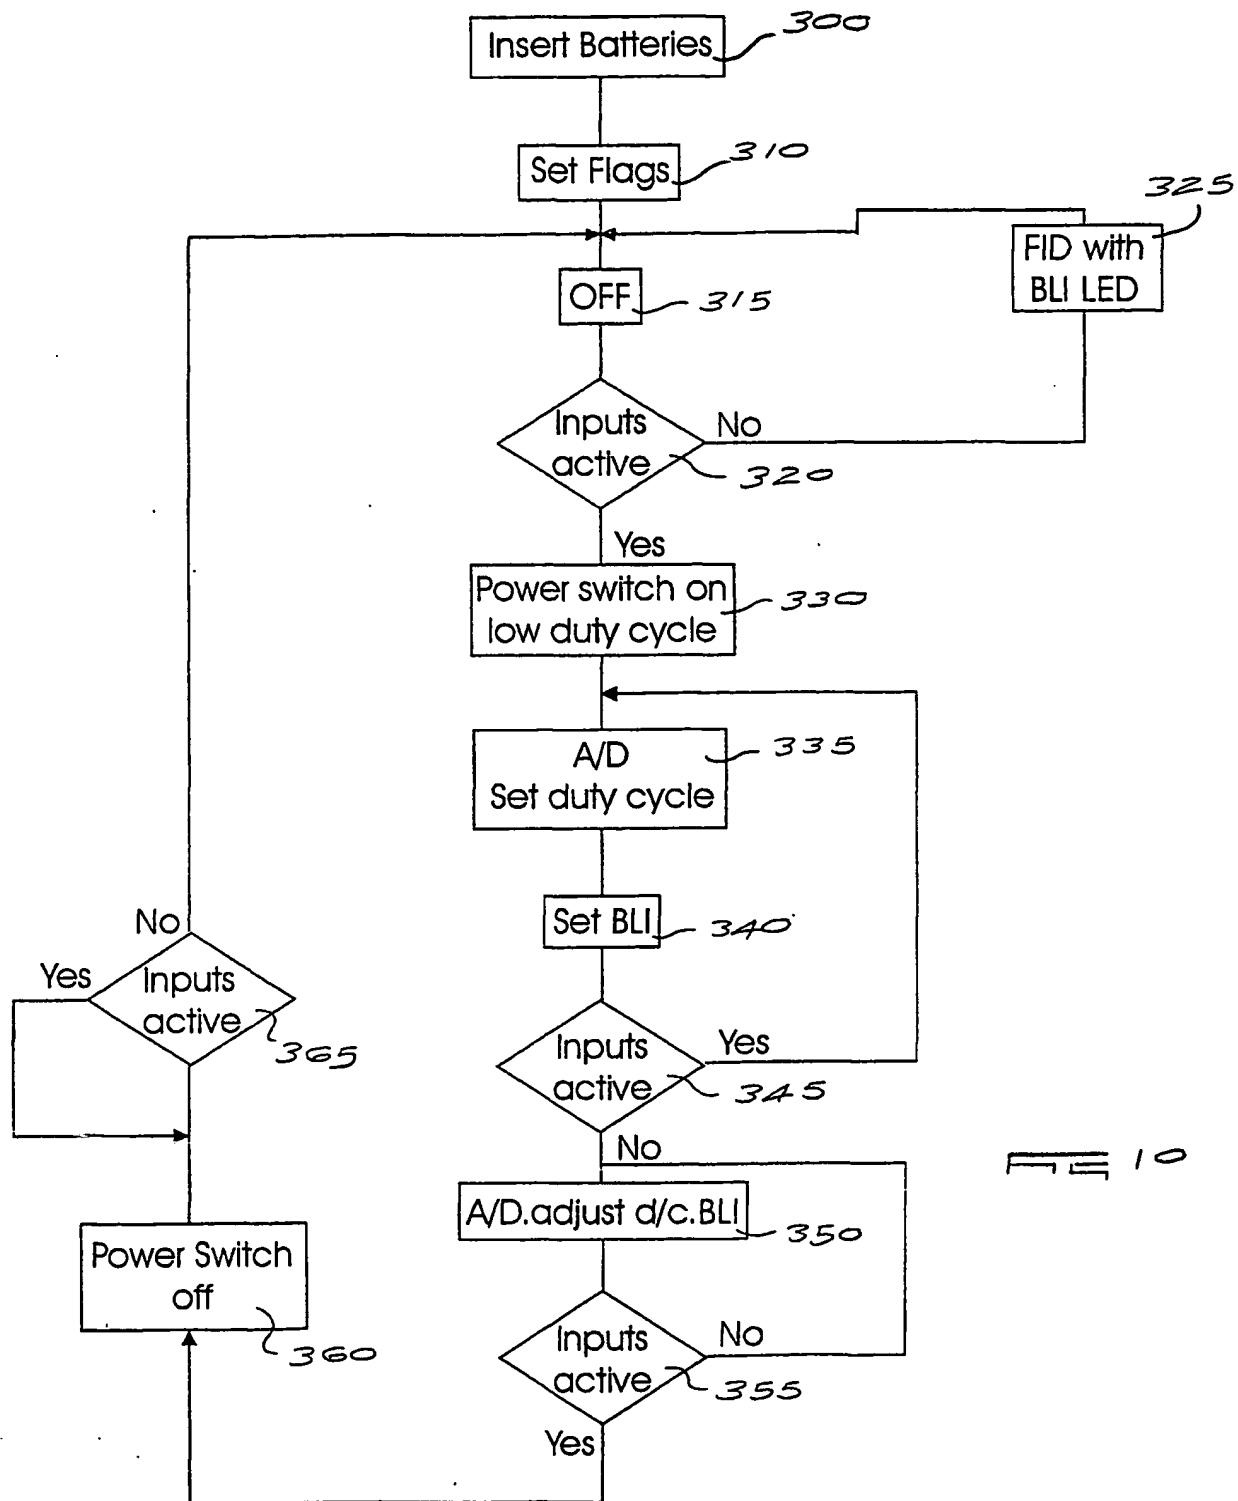 Insert Batteries
300
Set Flags
310
325
FID with
BLI LED
OFF
315
Inputs
active
No
320
Yes
Power switch on
low duty cycle
330
A/D
Set duty cycle
335
Set BLI
340
No
Yes
Inputs
active
365
Inputs
active
Yes
345
No
FIG 10
A/D.adjust d/c.BLI
350
Power Switch
off
360
Inputs
active
No
355
Yes